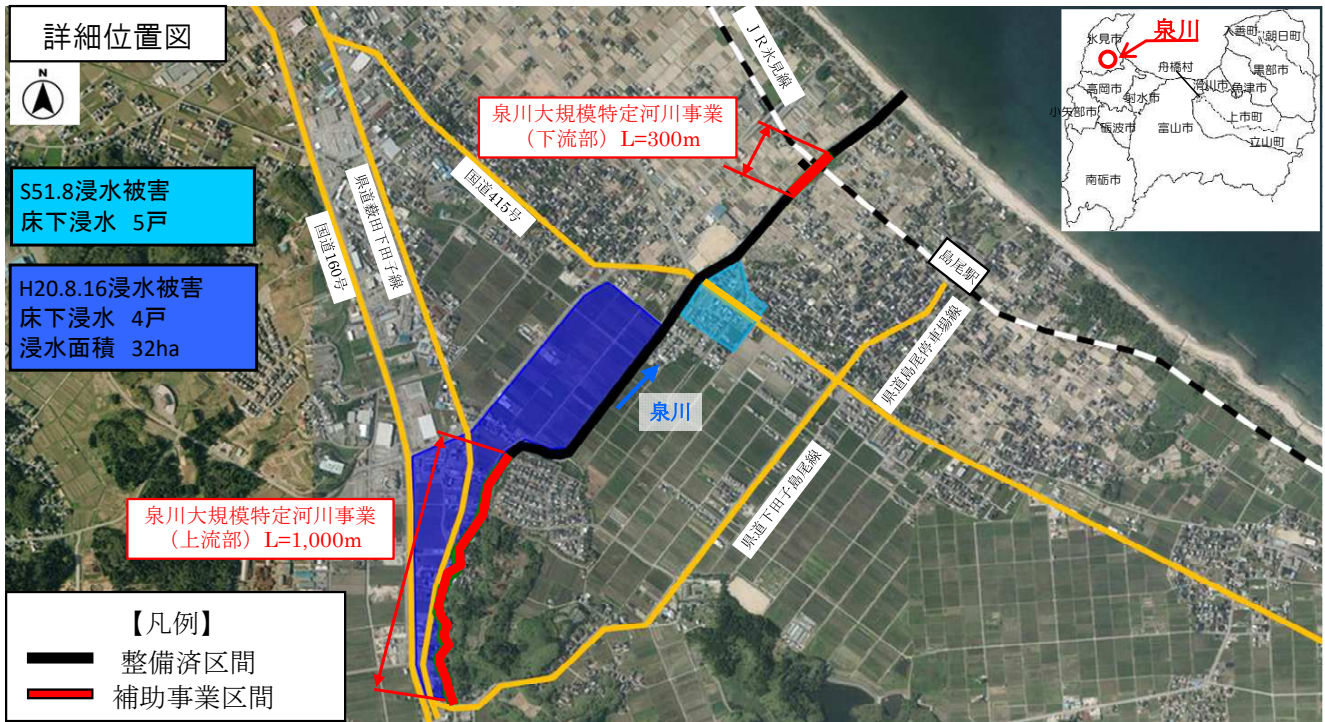 詳細位置図
N
S51.8浸水被害
床下浸水 5戸
H20.8.16浸水被害
床下浸水 4戸
浸水面積 32ha
泉川大規模特定河川事業
（下流部）L=300m
JR氷見線
国道415号
県道薮田下田子線
国道160号
島尾駅
県道島尾停車場線
泉川
県道下田子島尾線
泉川大規模特定河川事業
（上流部）L=1,000m
【凡例】
整備済区間
補助事業区間
泉川
氷見市
入善町
朝日町
舟橋村
黒部市
高岡市
射水市
滑川市
魚津市
小矢部市
砺波市
富山市
上市町
立山町
南砺市